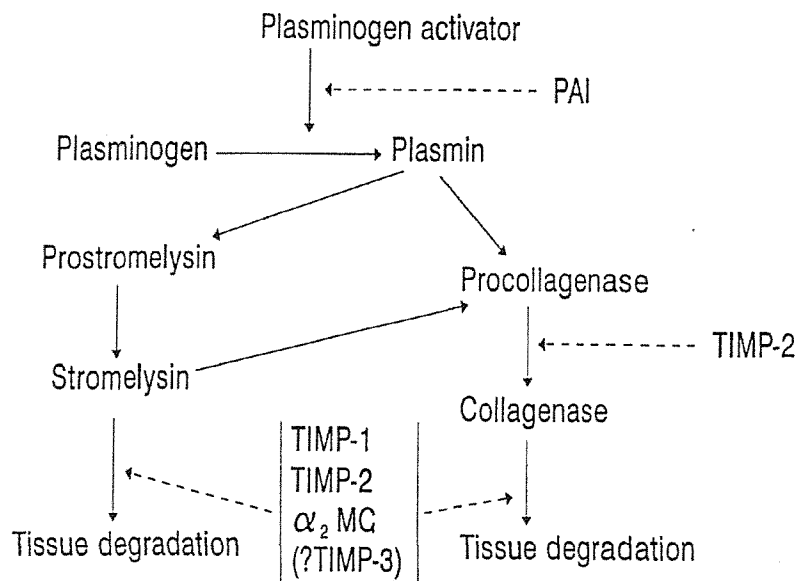 Plasminogen activator
PAI
Plasminogen
Plasmin
Prostromelysin
Procollagenase
TIMP-2
Stromelysin
Collagenase
TIMP-1
TIMP-2
α₂ MG
(?TIMP-3)
Tissue degradation
Tissue degradation